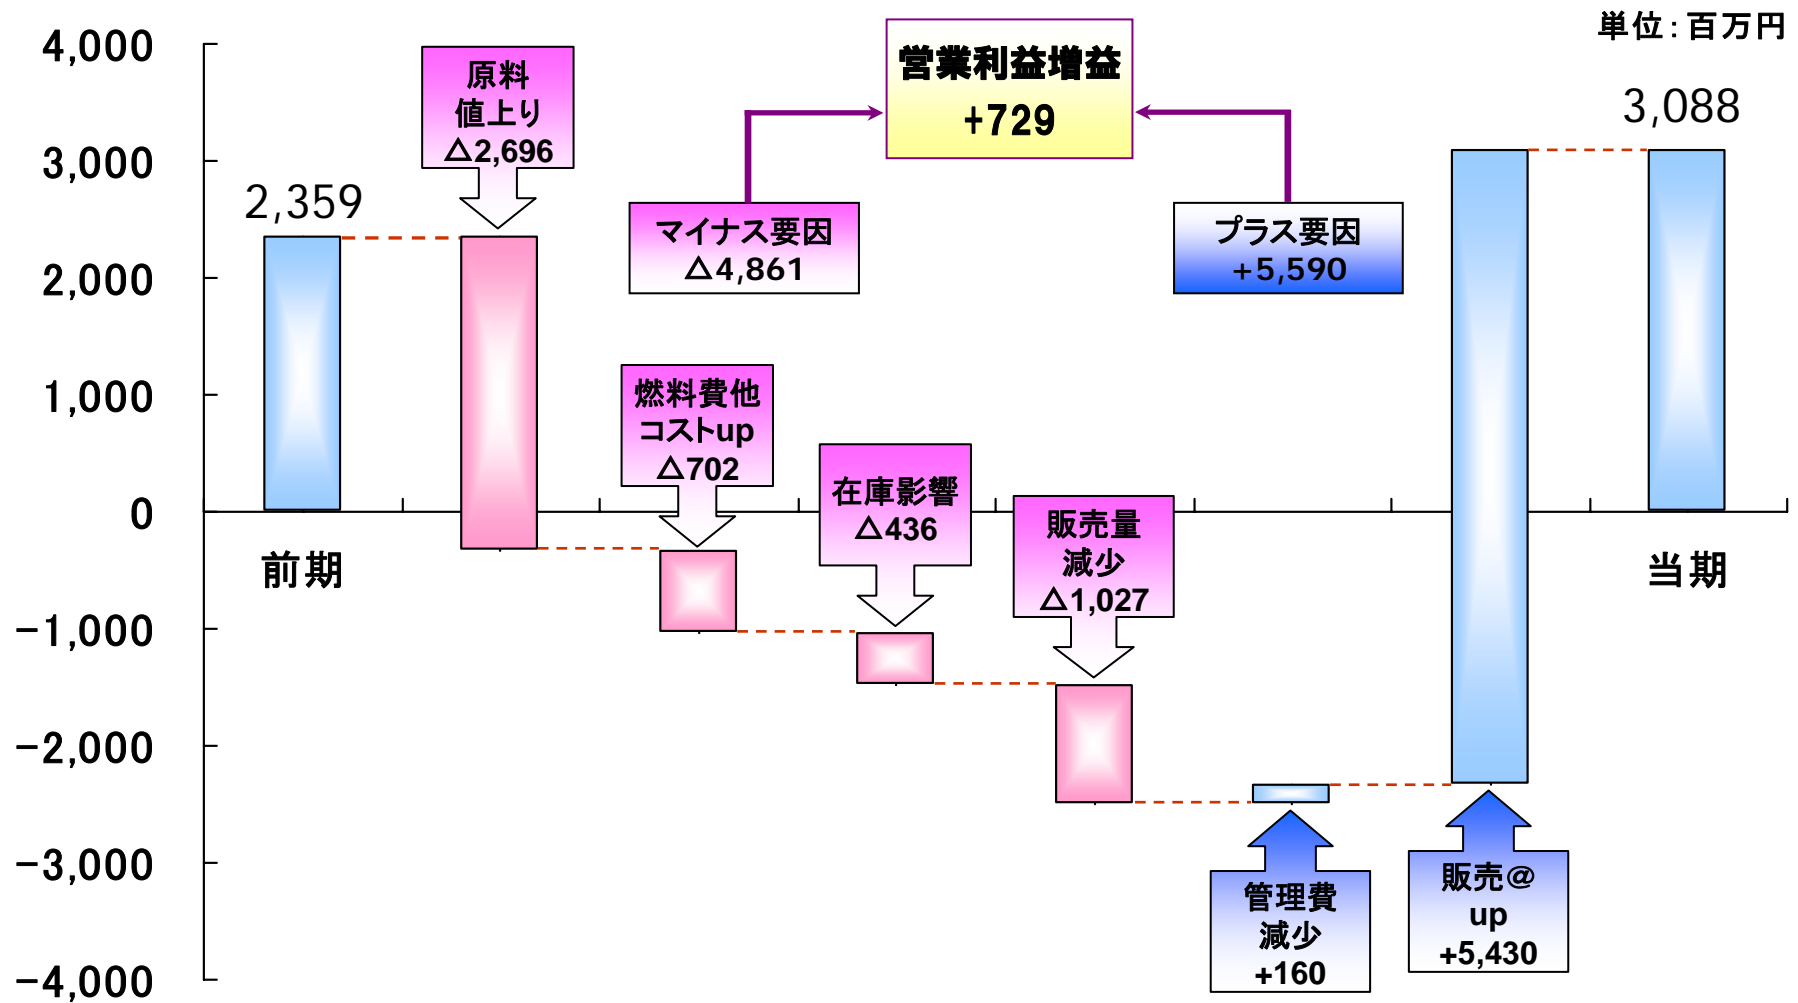 単位：百万円
4,000
3,000
2,000
1,000
0
-1,000
-2,000
-3,000
-4,000
営業利益増益
+729
マイナス要因
△4,861
プラス要因
+5,590
2,359
前期
原料
値上り
△2,696
燃料費他
コストup
△702
在庫影響
△436
販売量
減少
△1,027
管理費
減少
+160
販売＠
up
+5,430
3,088
当期